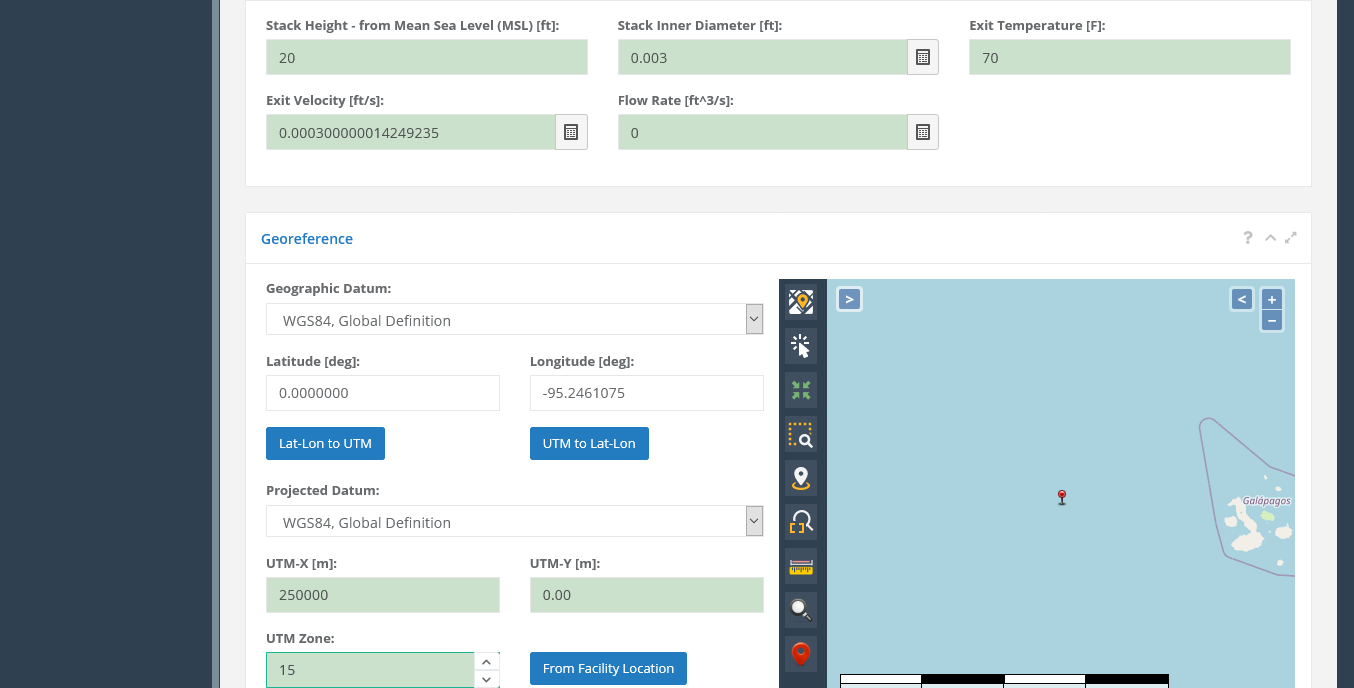 Stack Height - from Mean Sea Level (MSL) [ft]: Stack Inner Diameter [ft]: Exit Temperature [F]:
20 0.003 70
Exit Velocity [ft/s]: Flow Rate [ft^3/s]:
0.000300000014249235 0
Georeference ?
Geographic Datum:
WGS84, Global Definition
Latitude [deg]: Longitude [deg]:
0.0000000 -95.2461075
Lat-Lon to UTM UTM to Lat-Lon
Projected Datum:
WGS84, Global Definition
UTM-X [m]: UTM-Y [m]:
250000 0.00
UTM Zone:
15 From Facility Location
> < +
−
Galápagos